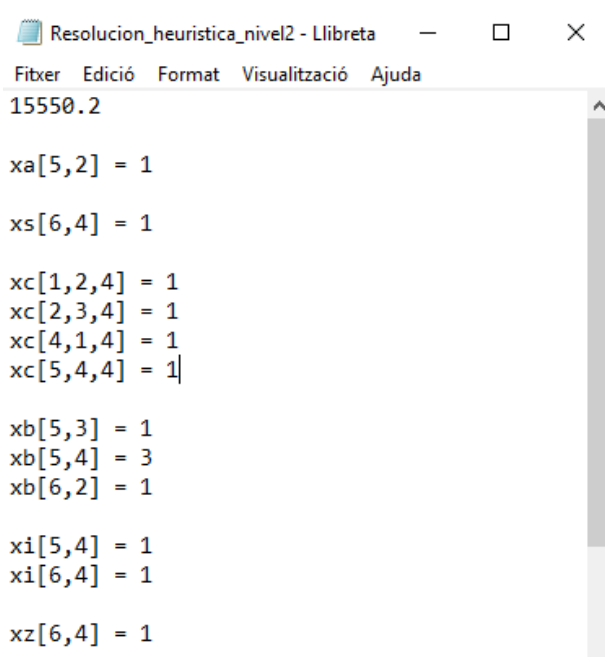 Resolucion_heuristica_nivel2 - Llibreta
Fitxer Edició Format Visualització Ajuda
15550.2
xa[5,2] = 1
xs[6,4] = 1
xc[1,2,4] = 1
xc[2,3,4] = 1
xc[4,1,4] = 1
xc[5,4,4] = 1
xb[5,3] = 1
xb[5,4] = 3
xb[6,2] = 1
xi[5,4] = 1
xi[6,4] = 1
xz[6,4] = 1